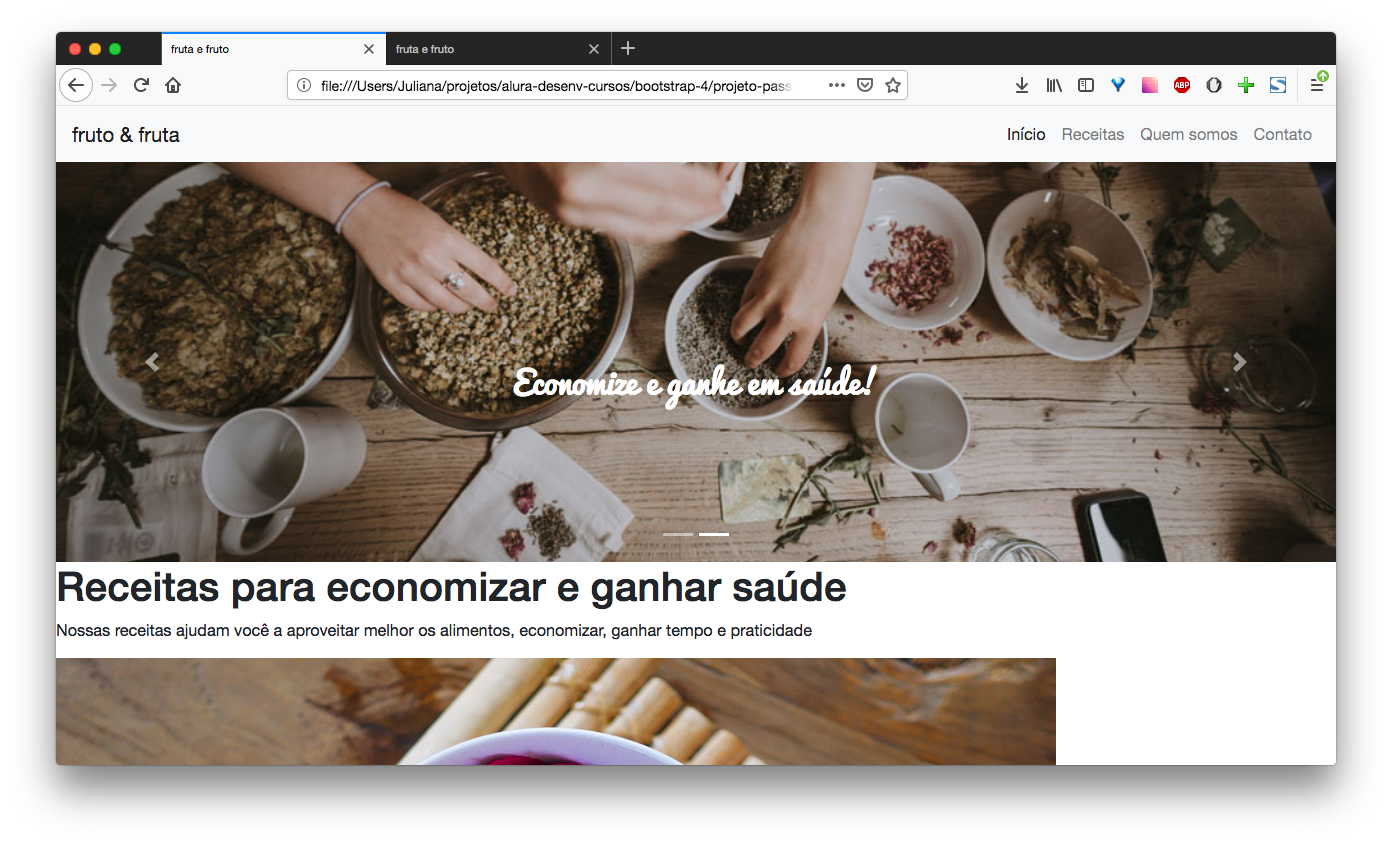 fruta e fruto
fruta e fruto
file:///Users/Juliana/projetos/alura-desenv-cursos/bootstrap-4/projeto-pass
ABP
fruto & fruta
Início Receitas Quem somos Contato
Economize e ganhe em saúde!
Receitas para economizar e ganhar saúde
Nossas receitas ajudam você a aproveitar melhor os alimentos, economizar, ganhar tempo e praticidade